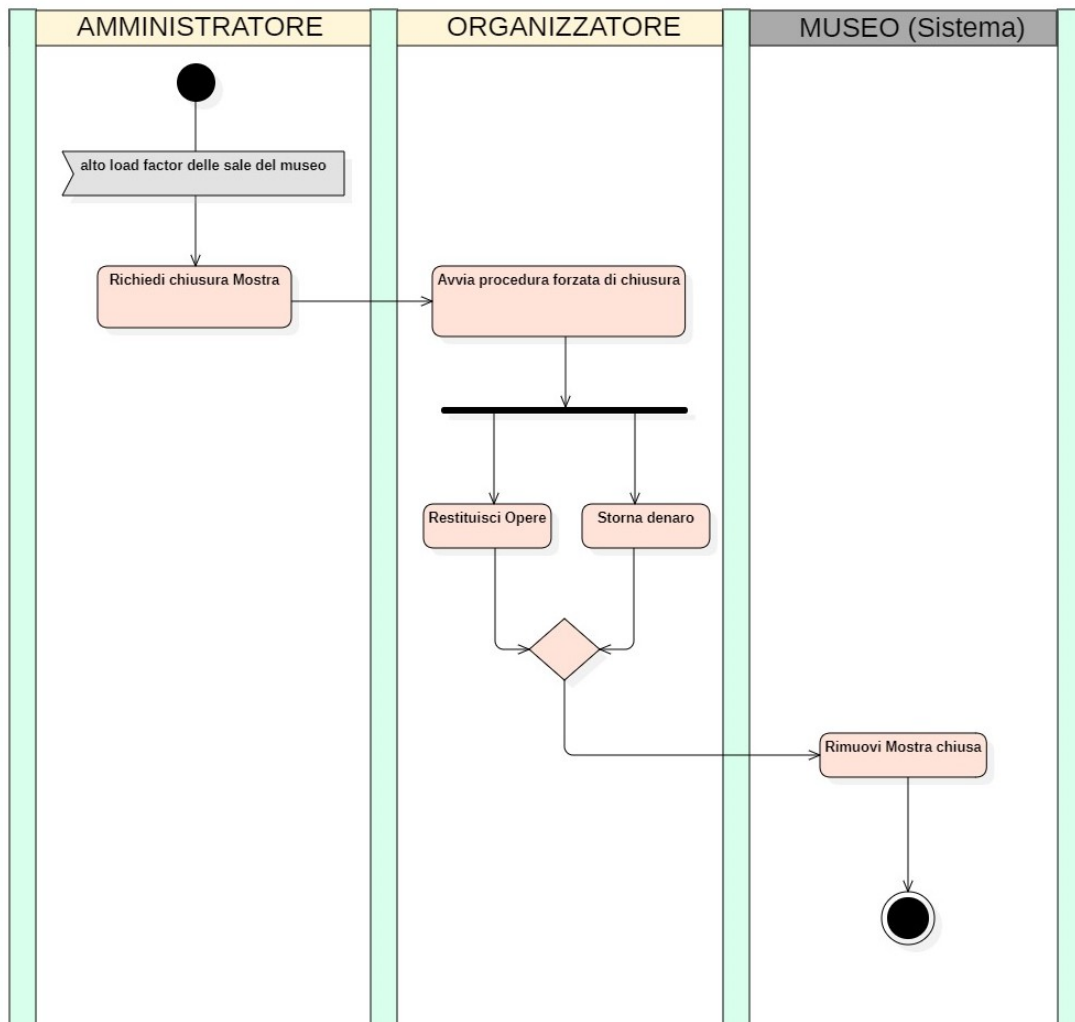 AMMINISTRATORE
ORGANIZZATORE
MUSEO (Sistema)
alto load factor delle sale del museo
Richiedi chiusura Mostra
Avvia procedura forzata di chiusura
Restituisci Opere
Storna denaro
Rimuovi Mostra chiusa